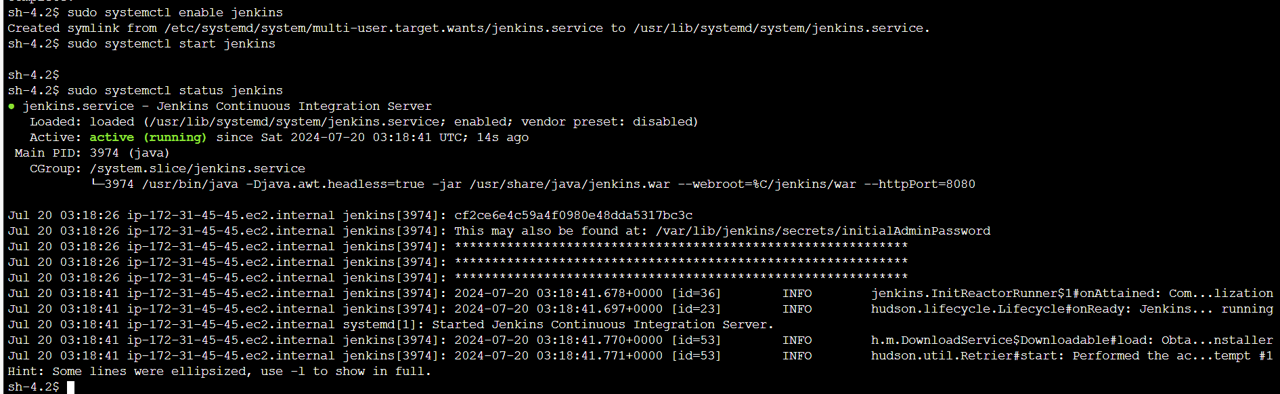 sh-4.2$ sudo systemctl enable jenkins
Created symlink from /etc/systemd/system/multi-user.target.wants/jenkins.service to /usr/lib/systemd/system/jenkins.service.
sh-4.2$ sudo systemctl start jenkins
sh-4.2$
sh-4.2$ sudo systemctl status jenkins
● jenkins.service - Jenkins Continuous Integration Server
Loaded: loaded (/usr/lib/systemd/system/jenkins.service; enabled; vendor preset: disabled)
Active: active (running) since Sat 2024-07-20 03:18:41 UTC; 14s ago
Main PID: 3974 (java)
CGroup: /system.slice/jenkins.service
└─3974 /usr/bin/java -Djava.awt.headless=true -jar /usr/share/java/jenkins.war --webroot=%C/jenkins/war --httpPort=8080
Jul 20 03:18:26 ip-172-31-45-45.ec2.internal jenkins[3974]: cf2ce6e4c59a4f0980e48dda5317bc3c
Jul 20 03:18:26 ip-172-31-45-45.ec2.internal jenkins[3974]: This may also be found at: /var/lib/jenkins/secrets/initialAdminPassword
Jul 20 03:18:26 ip-172-31-45-45.ec2.internal jenkins[3974]: *************************************************************
Jul 20 03:18:26 ip-172-31-45-45.ec2.internal jenkins[3974]: *************************************************************
Jul 20 03:18:26 ip-172-31-45-45.ec2.internal jenkins[3974]: *************************************************************
Jul 20 03:18:41 ip-172-31-45-45.ec2.internal jenkins[3974]: 2024-07-20 03:18:41.678+0000 [id=36] INFO jenkins.InitReactorRunner$1#onAttained: Com...lization
Jul 20 03:18:41 ip-172-31-45-45.ec2.internal jenkins[3974]: 2024-07-20 03:18:41.697+0000 [id=23] INFO hudson.lifecycle.Lifecycle#onReady: Jenkins... running
Jul 20 03:18:41 ip-172-31-45-45.ec2.internal systemd[1]: Started Jenkins Continuous Integration Server.
Jul 20 03:18:41 ip-172-31-45-45.ec2.internal jenkins[3974]: 2024-07-20 03:18:41.770+0000 [id=53] INFO h.m.DownloadService$Downloadable#load: Obta...nstaller
Jul 20 03:18:41 ip-172-31-45-45.ec2.internal jenkins[3974]: 2024-07-20 03:18:41.771+0000 [id=53] INFO hudson.util.Retrier#start: Performed the ac...tempt #1
Hint: Some lines were ellipsized, use -l to show in full.
sh-4.2$